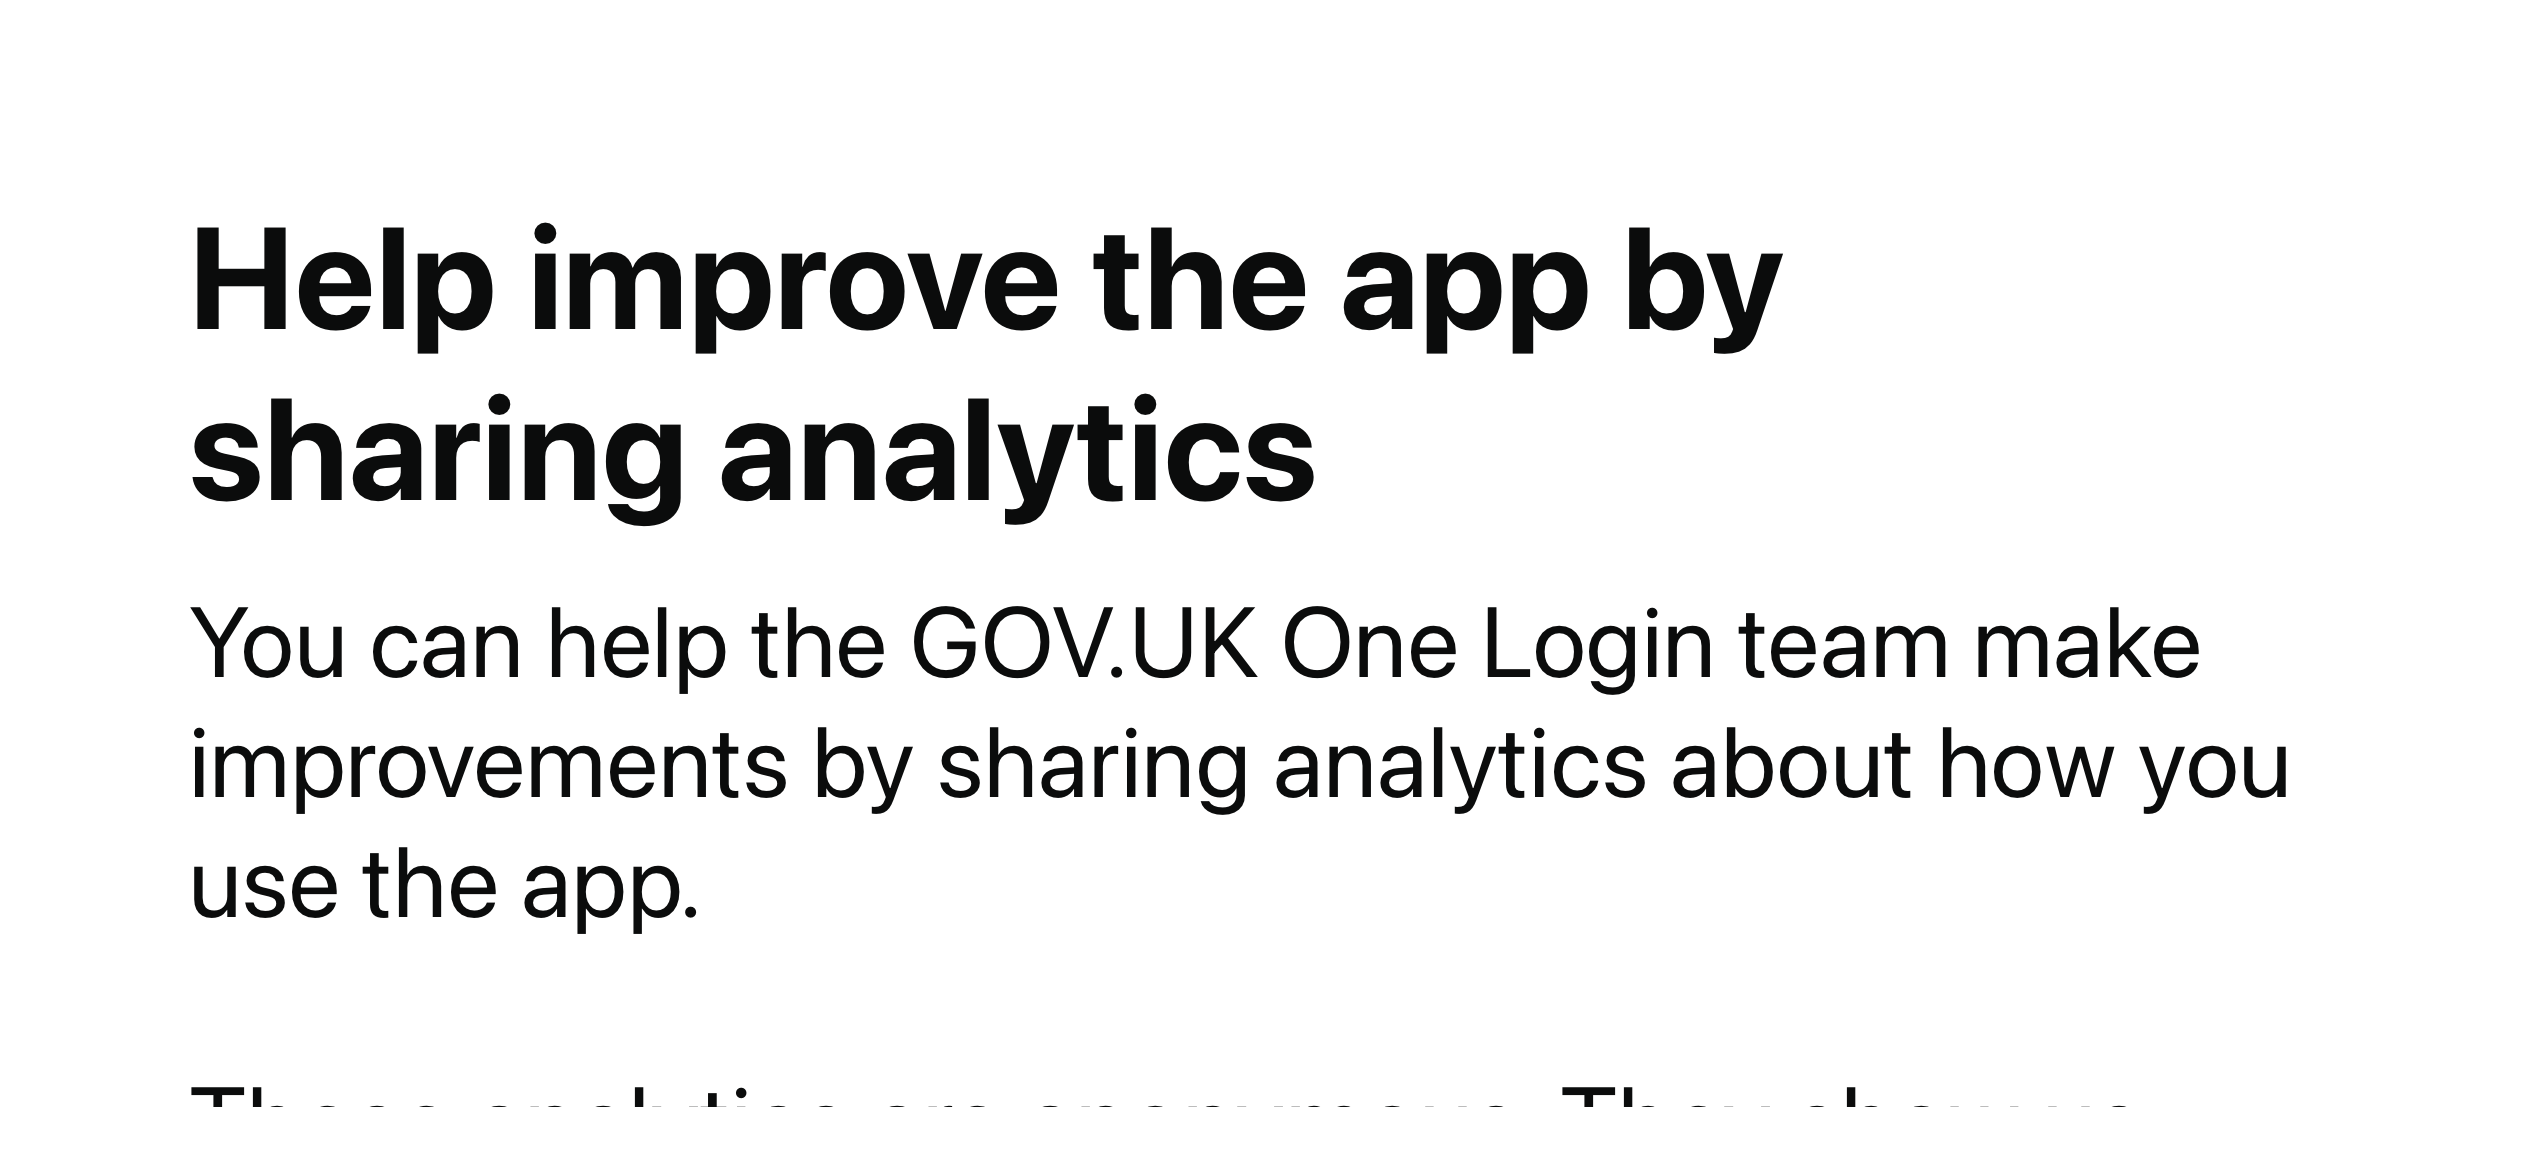 Help improve the app by
sharing analytics
You can help the GOV.UK One Login team make
improvements by sharing analytics about how you
use the app.